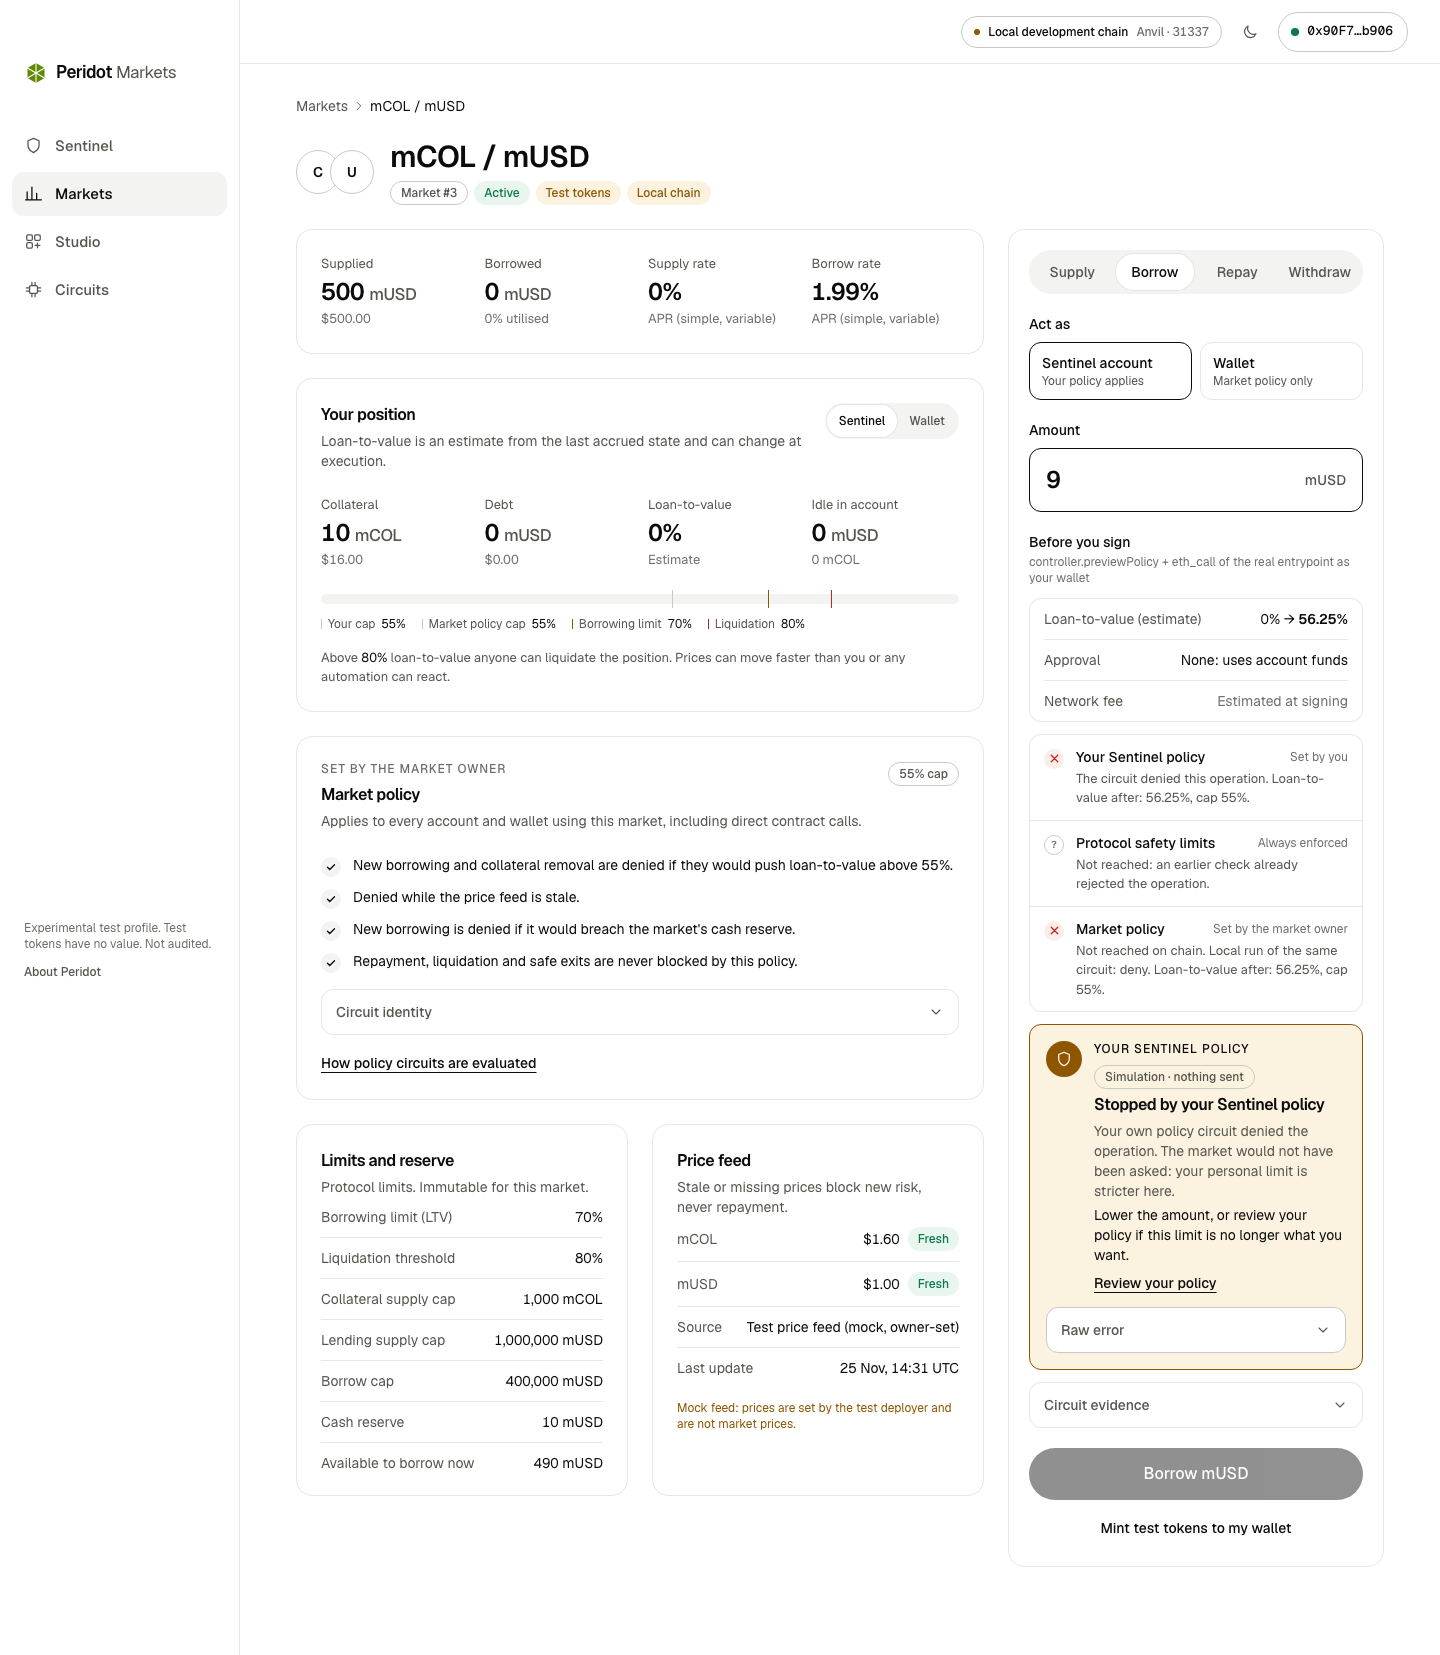 Local development chain Anvil · 31337
0x90F7…b906
Peridot Markets
Sentinel
Markets
Studio
Circuits
Experimental test profile. Test
tokens have no value. Not audited.
About Peridot
Markets > mCOL / mUSD
C U
mCOL / mUSD
Market #3 Active Test tokens Local chain
Supplied
500 mUSD
$500.00
Borrowed
0 mUSD
0% utilised
Supply rate
0%
APR (simple, variable)
Borrow rate
1.99%
APR (simple, variable)
Your position
Sentinel Wallet
Loan-to-value is an estimate from the last accrued state and can change at
execution.
Collateral
10 mCOL
$16.00
Debt
0 mUSD
$0.00
Loan-to-value
0%
Estimate
Idle in account
0 mUSD
0 mCOL
Your cap 55% Market policy cap 55% Borrowing limit 70% Liquidation 80%
Above 80% loan-to-value anyone can liquidate the position. Prices can move faster than you or any
automation can react.
SET BY THE MARKET OWNER
55% cap
Market policy
Applies to every account and wallet using this market, including direct contract calls.
New borrowing and collateral removal are denied if they would push loan-to-value above 55%.
Denied while the price feed is stale.
New borrowing is denied if it would breach the market's cash reserve.
Repayment, liquidation and safe exits are never blocked by this policy.
Circuit identity
How policy circuits are evaluated
Limits and reserve
Protocol limits. Immutable for this market.
Borrowing limit (LTV) 70%
Liquidation threshold 80%
Collateral supply cap 1,000 mCOL
Lending supply cap 1,000,000 mUSD
Borrow cap 400,000 mUSD
Cash reserve 10 mUSD
Available to borrow now 490 mUSD
Price feed
Stale or missing prices block new risk,
never repayment.
mCOL $1.60 Fresh
mUSD $1.00 Fresh
Source Test price feed (mock, owner-set)
Last update 25 Nov, 14:31 UTC
Mock feed: prices are set by the test deployer and
are not market prices.
Supply Borrow Repay Withdraw
Act as
Sentinel account
Your policy applies
Wallet
Market policy only
Amount
9 mUSD
Before you sign
controller.previewPolicy + eth_call of the real entrypoint as
your wallet
Loan-to-value (estimate) 0% → 56.25%
Approval None: uses account funds
Network fee Estimated at signing
Your Sentinel policy Set by you
The circuit denied this operation. Loan-to-
value after: 56.25%, cap 55%.
? Protocol safety limits Always enforced
Not reached: an earlier check already
rejected the operation.
Market policy Set by the market owner
Not reached on chain. Local run of the same
circuit: deny. Loan-to-value after: 56.25%, cap
55%.
YOUR SENTINEL POLICY
Simulation · nothing sent
Stopped by your Sentinel policy
Your own policy circuit denied the
operation. The market would not have
been asked: your personal limit is
stricter here.
Lower the amount, or review your
policy if this limit is no longer what you
want.
Review your policy
Raw error
Circuit evidence
Borrow mUSD
Mint test tokens to my wallet